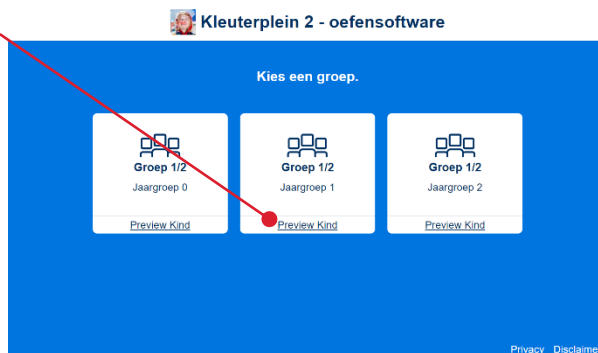 Kleuterplein 2 - oefensoftware
Kies een groep.
Groep 1/2
Jaargroep 0
Preview Kind
Groep 1/2
Jaargroep 1
Preview Kind
Groep 1/2
Jaargroep 2
Preview Kind
Privacy Disclaime